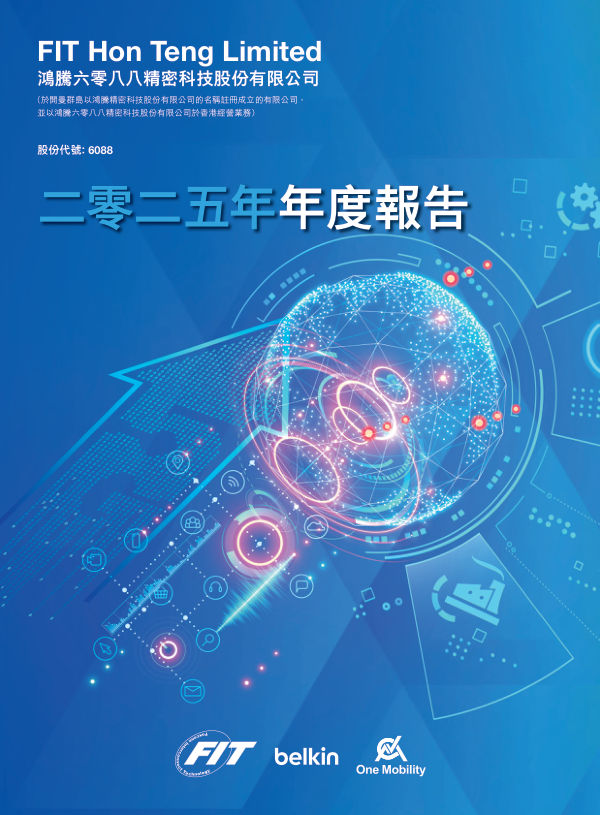 FIT Hon Teng Limited
鴻騰六零八八精密科技股份有限公司
（於開曼群島以鴻騰精密科技股份有限公司的名稱註冊成立的有限公司，
並以鴻騰六零八八精密科技股份有限公司於香港經營業務）
股份代號: 6088
二零二五年年度報告
Foxconn Interconnect Technology
FIT
belkin
One Mobility